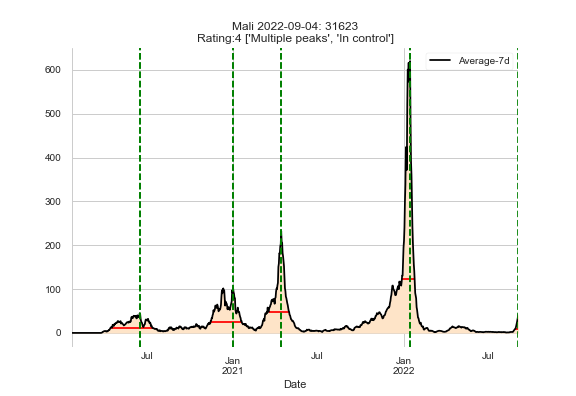 Mali 2022-09-04: 31623
Rating:4 ['Multiple peaks', 'In control']
Average-7d
600
500
400
300
200
100
0
Jul
Jan
2021
Jul
Jan
2022
Jul
Date